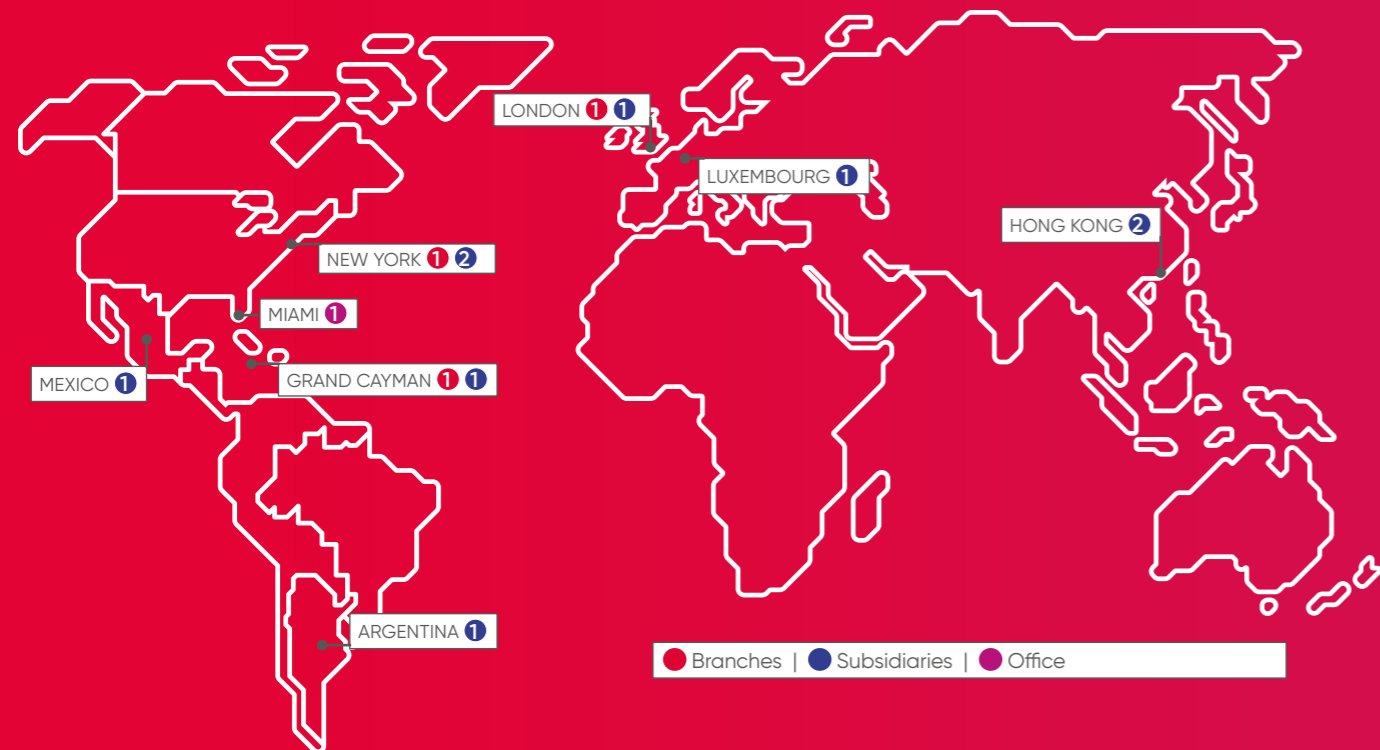 LONDON 1 1
LUXEMBOURG 1
HONG KONG 2
NEW YORK 1 2
MIAMI 1
MEXICO 1
GRAND CAYMAN 1 1
ARGENTINA 1
Branches | Subsidiaries | Office